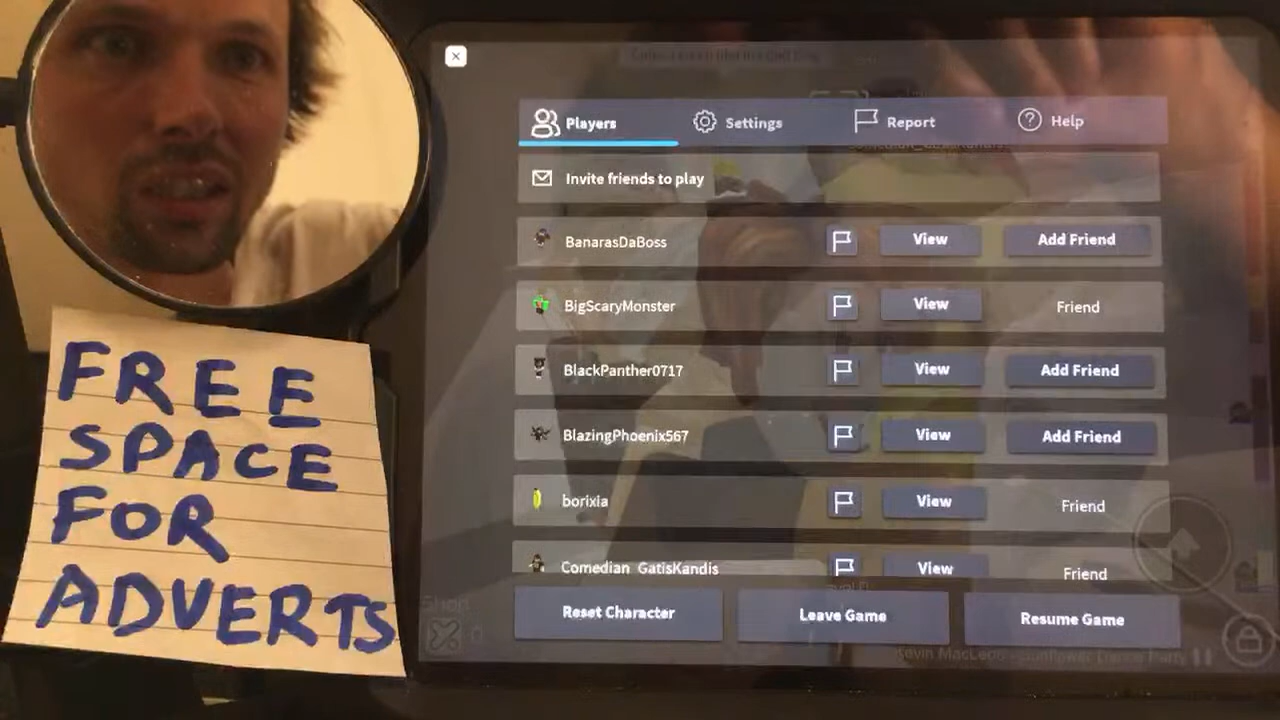 Players Settings Report Help
Invite friends to play
BanarasDaBoss View Add Friend
BigScaryMonster View Friend
BlackPanther0717 View Add Friend
BlazingPhoenix567 View Add Friend
borixia View Friend
Comedian_GatisKandis View Friend
Reset Character Leave Game Resume Game
Shop
FREE
SPACE
FOR
ADVERTS